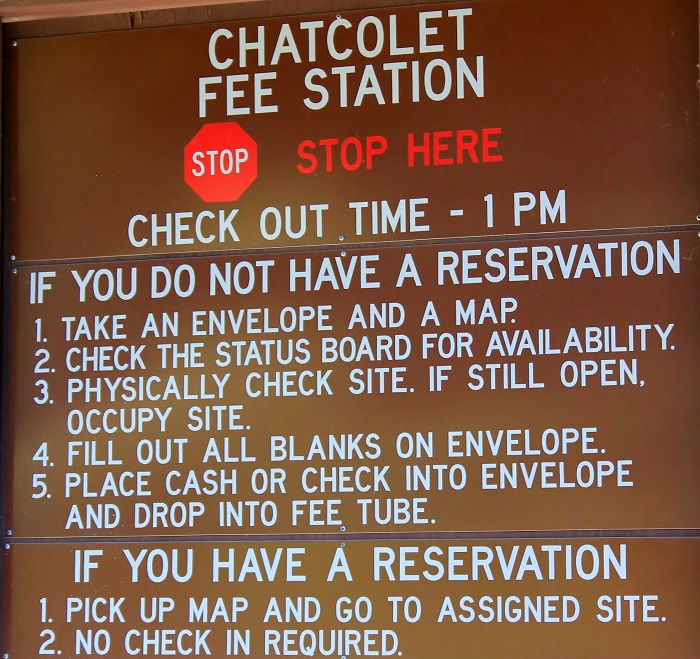 CHATCOLET
FEE STATION
STOP STOP HERE
CHECK OUT TIME - 1 PM
IF YOU DO NOT HAVE A RESERVATION
1. TAKE AN ENVELOPE AND A MAP.
2. CHECK THE STATUS BOARD FOR AVAILABILITY.
3. PHYSICALLY CHECK SITE. IF STILL OPEN,
OCCUPY SITE.
4. FILL OUT ALL BLANKS ON ENVELOPE.
5. PLACE CASH OR CHECK INTO ENVELOPE
AND DROP INTO FEE TUBE.
IF YOU HAVE A RESERVATION
1. PICK UP MAP AND GO TO ASSIGNED SITE.
2. NO CHECK IN REQUIRED.